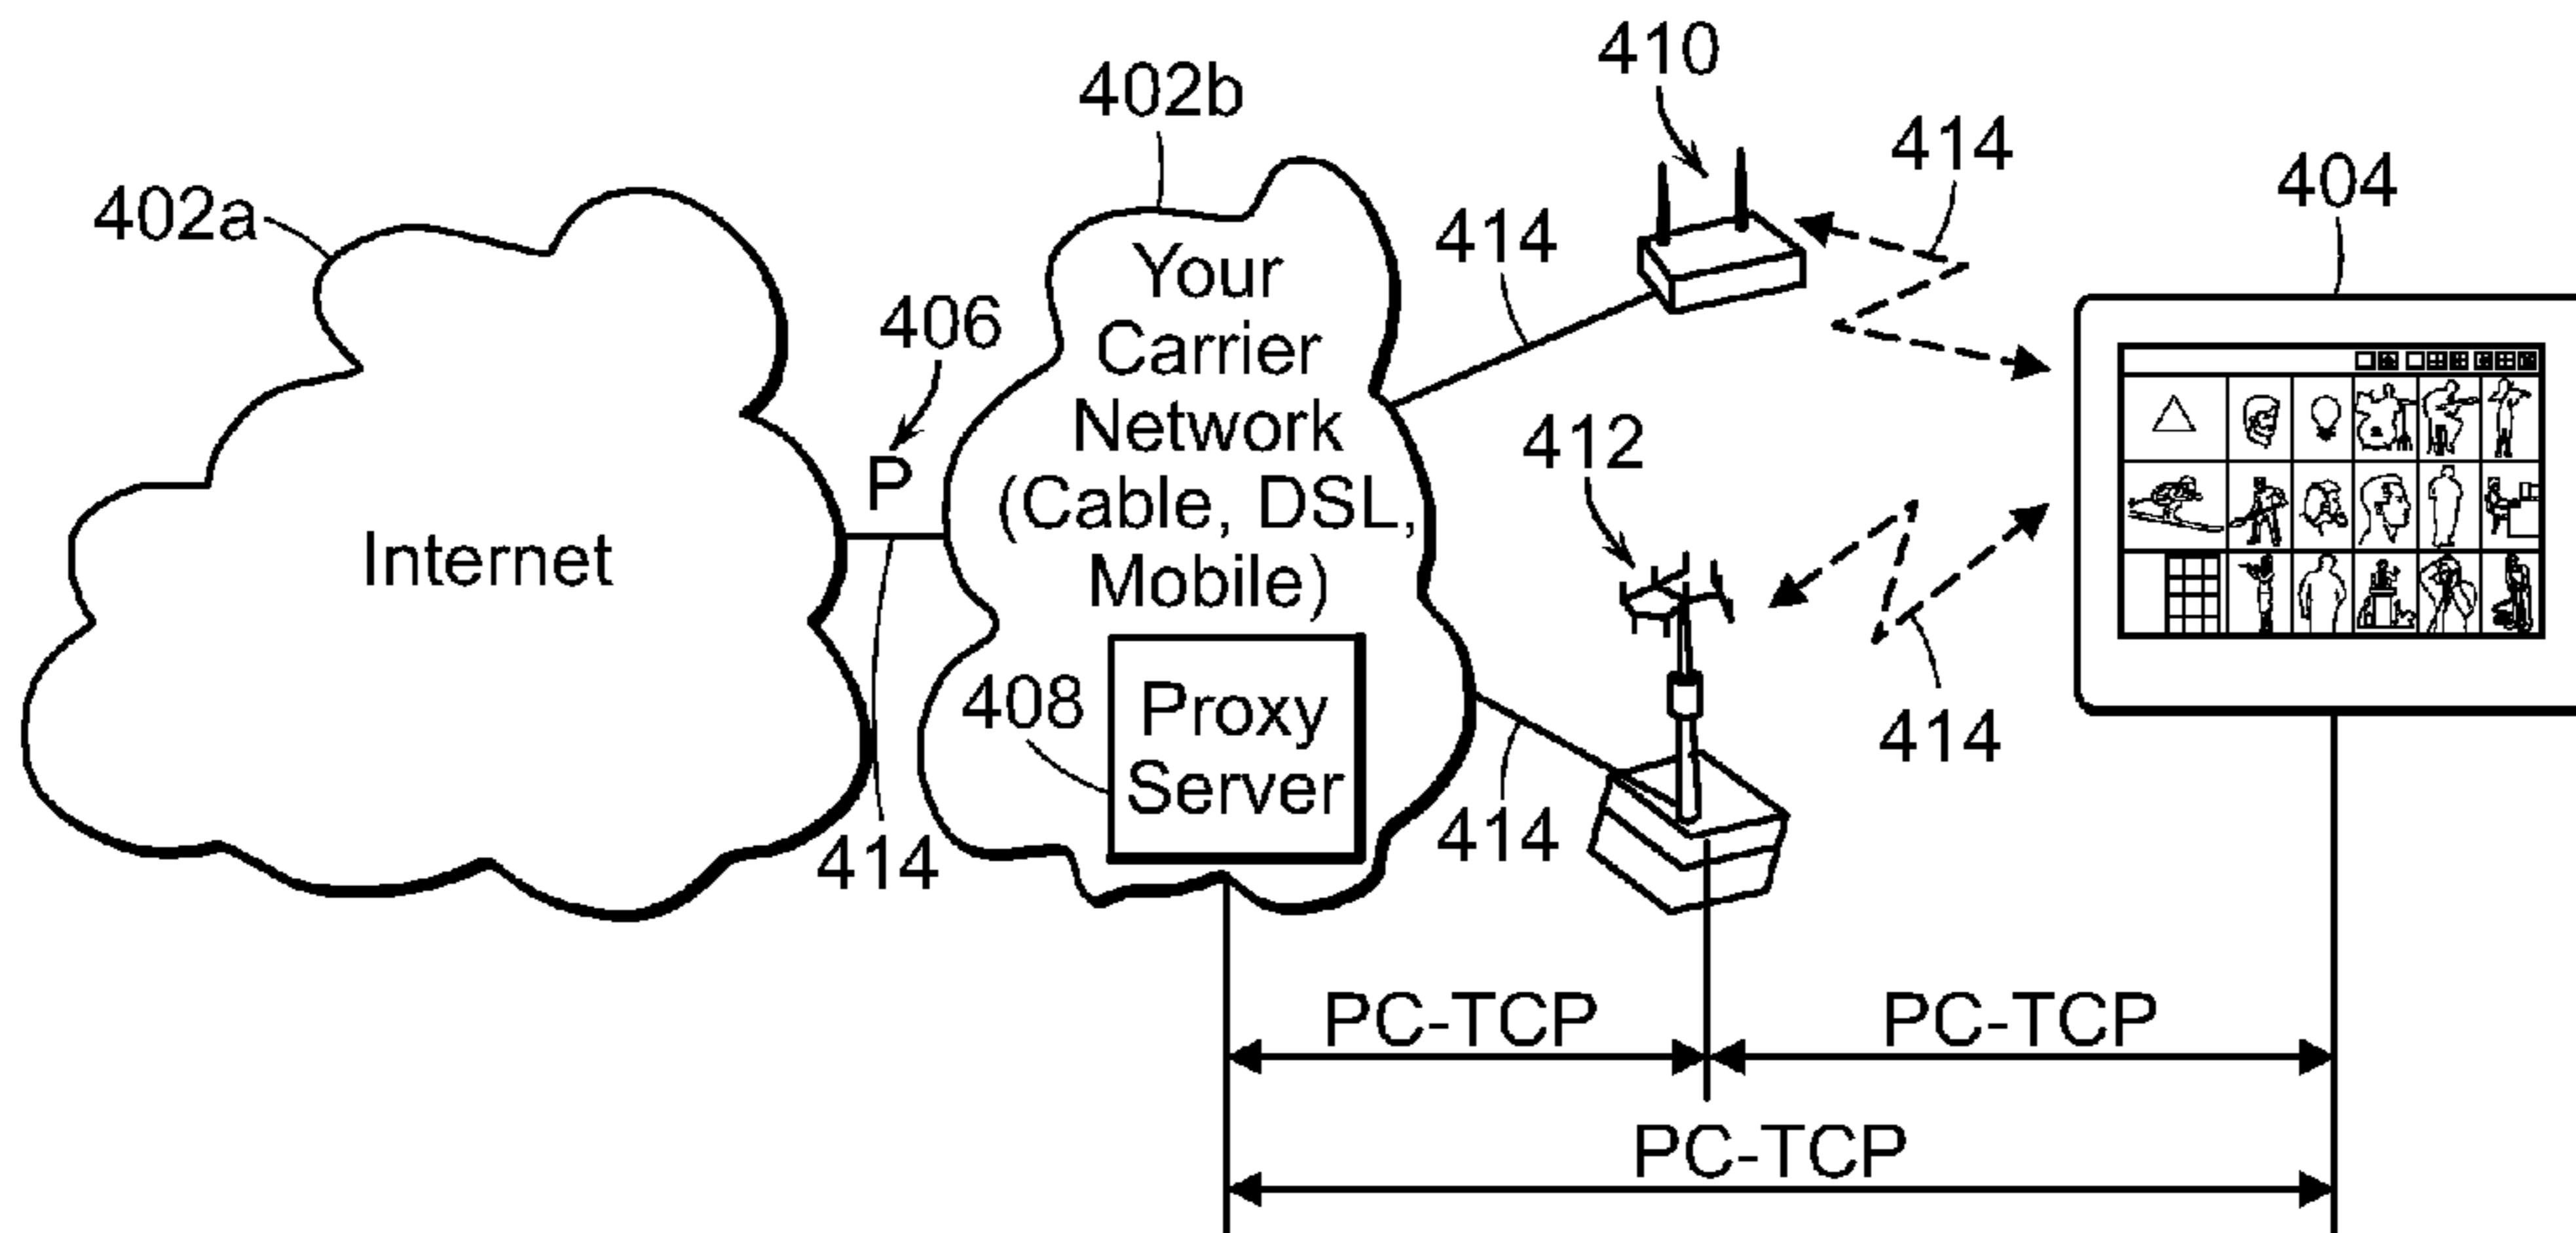 410
402b
414
404
402a
414
Your
Carrier
Network
(Cable, DSL,
Mobile)
406
P
412
Internet
408
Proxy
Server
414
414
414
PC-TCP
PC-TCP
PC-TCP